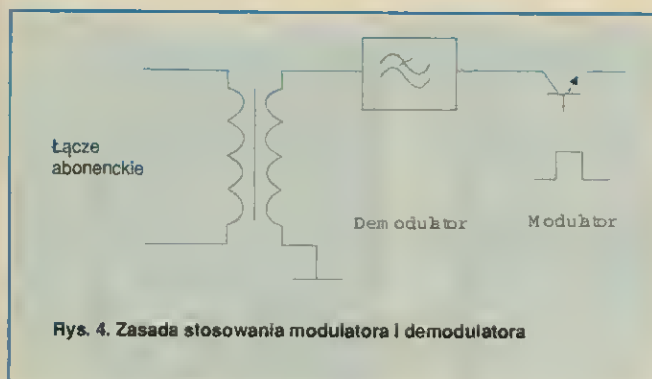 Łącze
abonenckie
Demodulator
Modulator
Rys. 4. Zasada stosowania modulatora i demodulatora